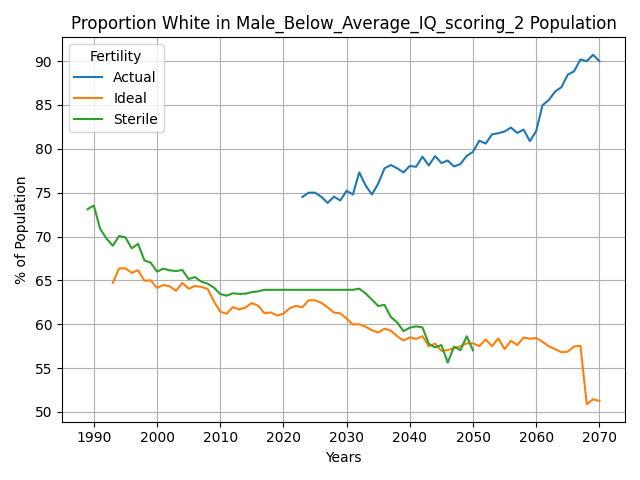 Proportion White in Male_Below_Average_IQ_scoring_2 Population
Fertility
Actual
Ideal
Sterile
% of Population
90
85
80
75
70
65
60
55
50
1990 2000 2010 2020 2030 2040 2050 2060 2070
Years